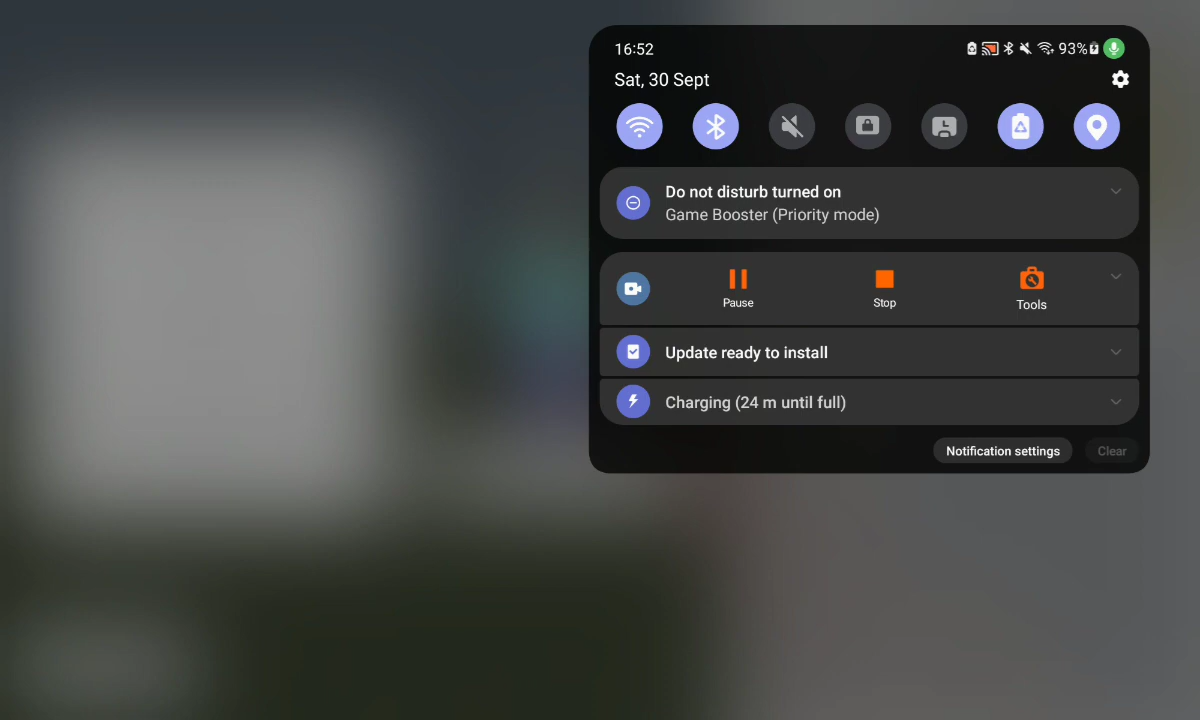 16:52
93%
Sat, 30 Sept
Do not disturb turned on
Game Booster (Priority mode)
Pause
Stop
Tools
Update ready to install
Charging (24 m until full)
Notification settings
Clear